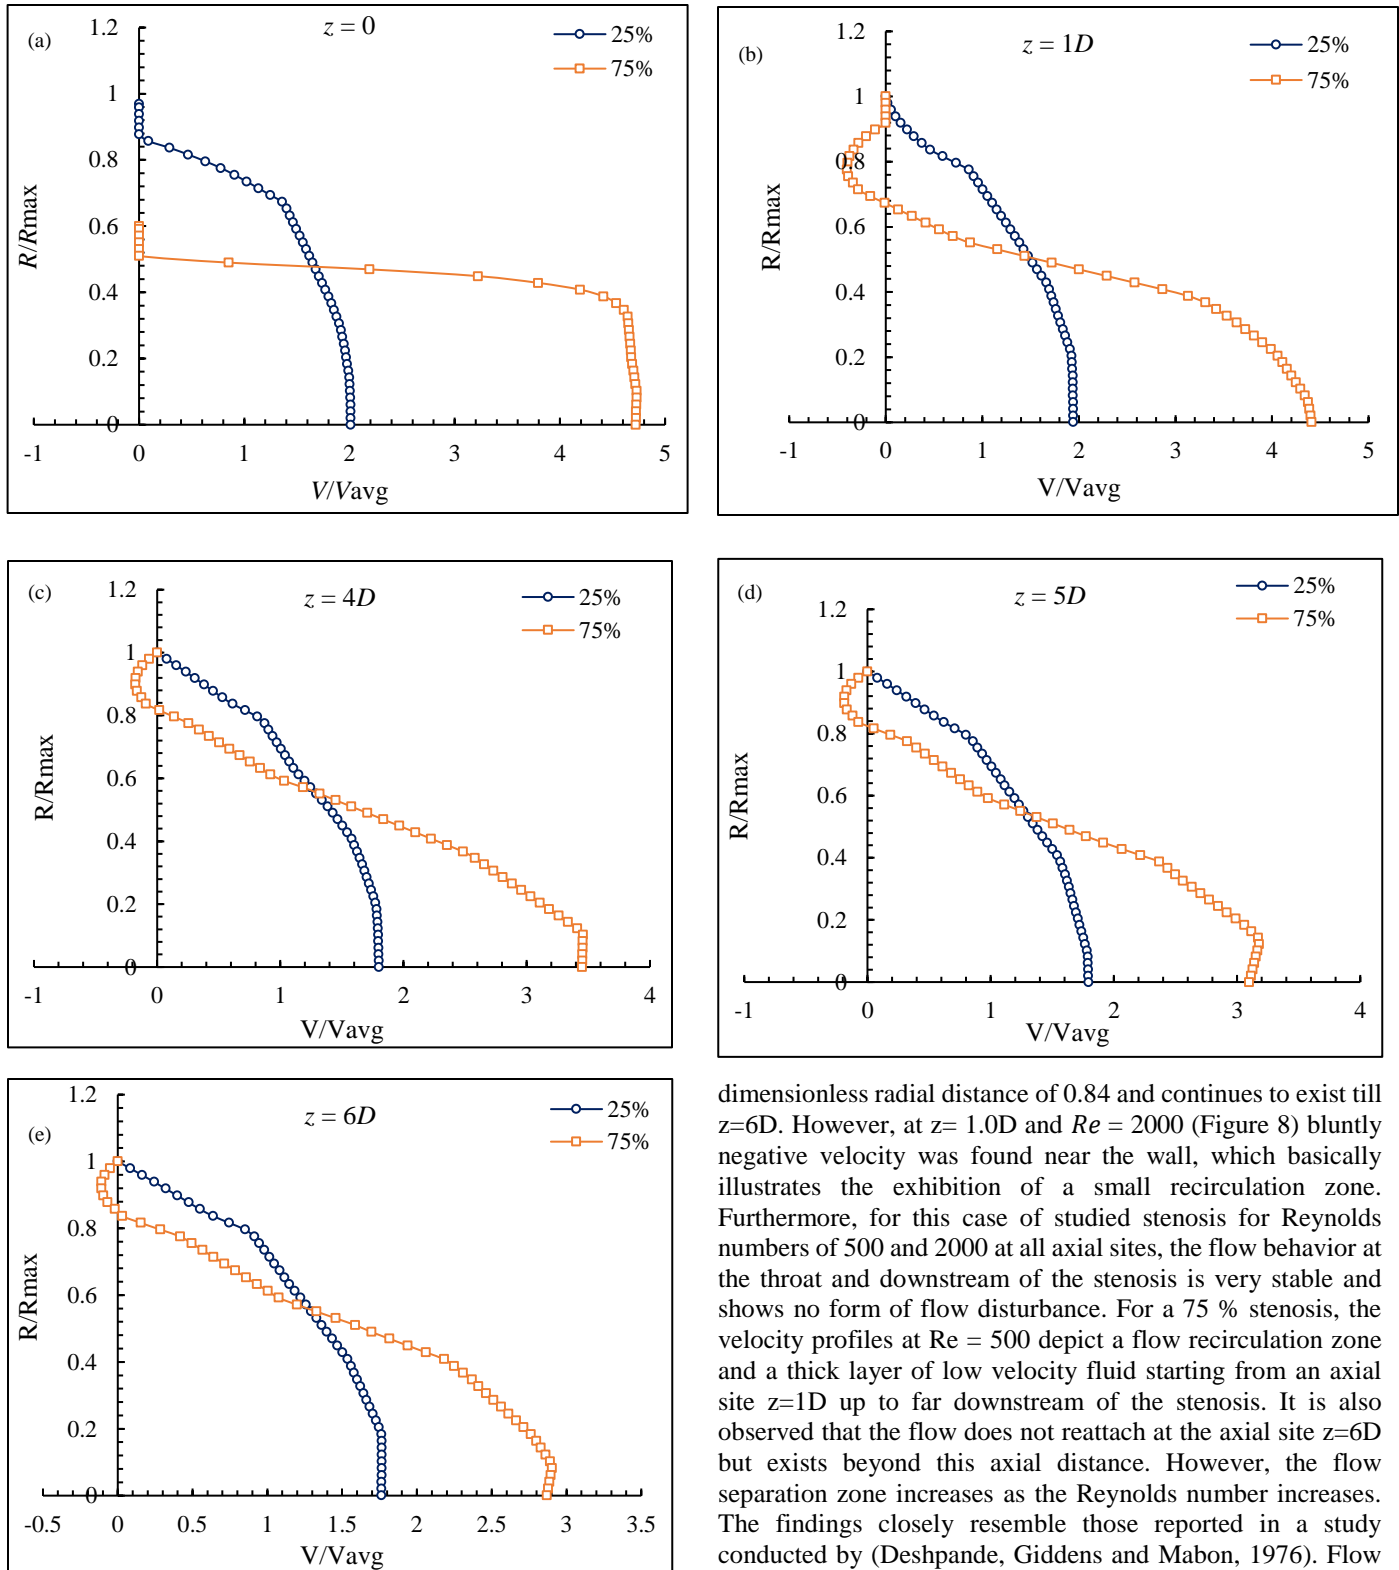 (a)
z = 0
25%
75%
1.2
1
0.8
0.6
0.4
0.2
0
R/Rmax
-1
0
1
2
3
4
5
V/Vavg
(b)
z = 1D
25%
75%
1.2
1
0.8
0.6
0.4
0.2
0
R/Rmax
-1
0
1
2
3
4
5
V/Vavg
(c)
z = 4D
25%
75%
1.2
1
0.8
0.6
0.4
0.2
0
R/Rmax
-1
0
1
2
3
4
V/Vavg
(d)
z = 5D
25%
75%
1.2
1
0.8
0.6
0.4
0.2
0
R/Rmax
-1
0
1
2
3
4
V/Vavg
(e)
z = 6D
25%
75%
1.2
1
0.8
0.6
0.4
0.2
0
R/Rmax
-0.5
0
0.5
1
1.5
2
2.5
3
3.5
V/Vavg
dimensionless radial distance of 0.84 and continues to exist till
z=6D. However, at z= 1.0D and Re = 2000 (Figure 8) bluntly
negative velocity was found near the wall, which basically
illustrates the exhibition of a small recirculation zone.
Furthermore, for this case of studied stenosis for Reynolds
numbers of 500 and 2000 at all axial sites, the flow behavior at
the throat and downstream of the stenosis is very stable and
shows no form of flow disturbance. For a 75 % stenosis, the
velocity profiles at Re = 500 depict a flow recirculation zone
and a thick layer of low velocity fluid starting from an axial
site z=1D up to far downstream of the stenosis. It is also
observed that the flow does not reattach at the axial site z=6D
but exists beyond this axial distance. However, the flow
separation zone increases as the Reynolds number increases.
The findings closely resemble those reported in a study
conducted by (Deshpande, Giddens and Mabon, 1976). Flow